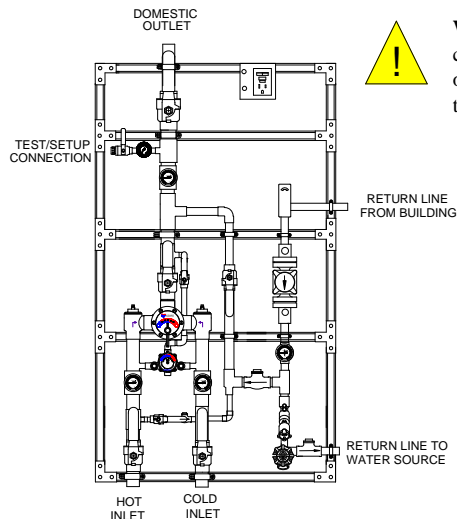 DOMESTIC
OUTLET
!
TEST/SETUP
CONNECTION
RETURN LINE
FROM BUILDING
RETURN LINE TO
WATER SOURCE
HOT
INLET
COLD
INLET